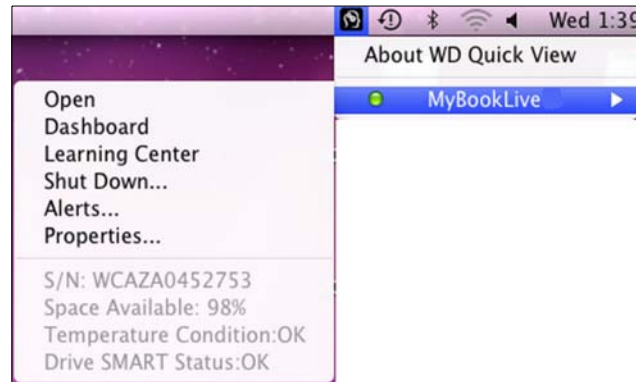 Wed 1:39
About WD Quick View
MyBookLive
Open
Dashboard
Learning Center
Shut Down...
Alerts...
Properties...
S/N: WCAZA0452753
Space Available: 98%
Temperature Condition:OK
Drive SMART Status:OK